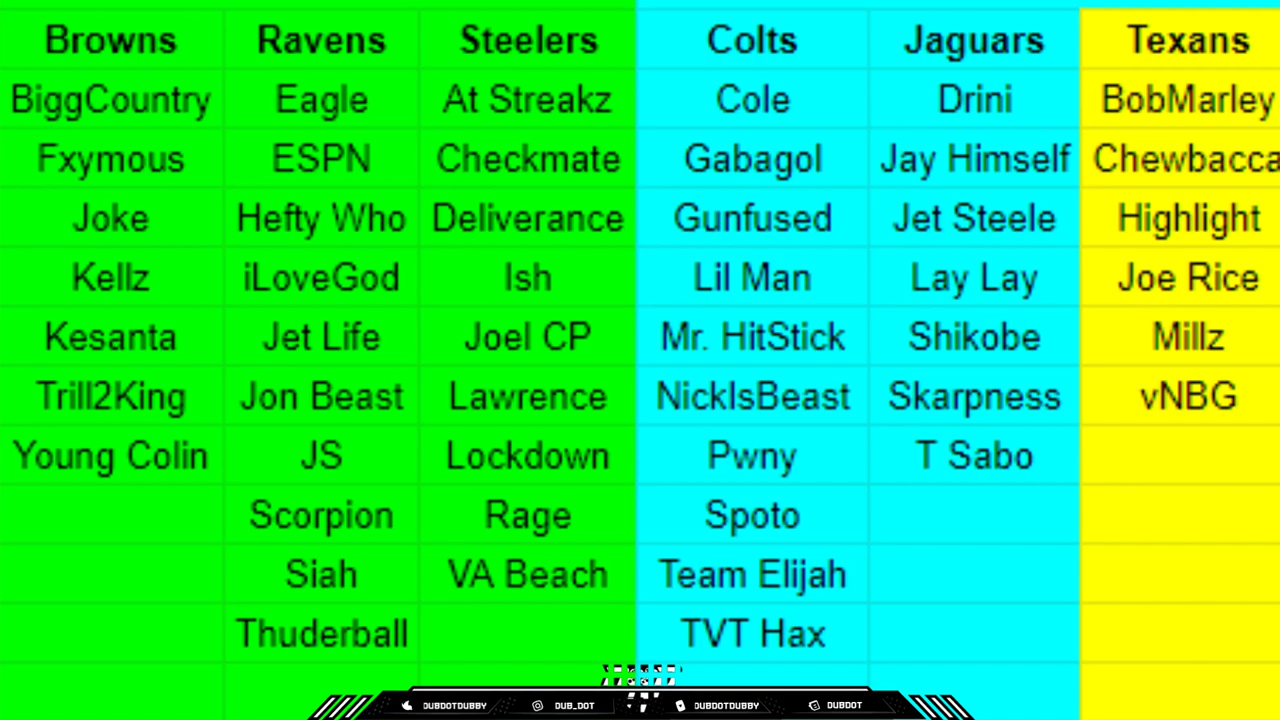 Browns Ravens Steelers Colts Jaguars Texans
BiggCountry Eagle At Streakz Cole Drini BobMarley
Fxymous ESPN Checkmate Gabagol Jay Himself Chewbacca
Joke Hefty Who Deliverance Gunfused Jet Steele Highlight
Kellz iLoveGod Ish Lil Man Lay Lay Joe Rice
Kesanta Jet Life Joel CP Mr. HitStick Shikobe Millz
Trill2King Jon Beast Lawrence NickIsBeast Skarpness vNBG
Young Colin JS Lockdown Pwny T Sabo
Scorpion Rage Spoto
Siah VA Beach Team Elijah
Thuderball TVT Hax
DUBDOTDUBBY DUB_DOT DUBDOTDUBBY DUBDOT